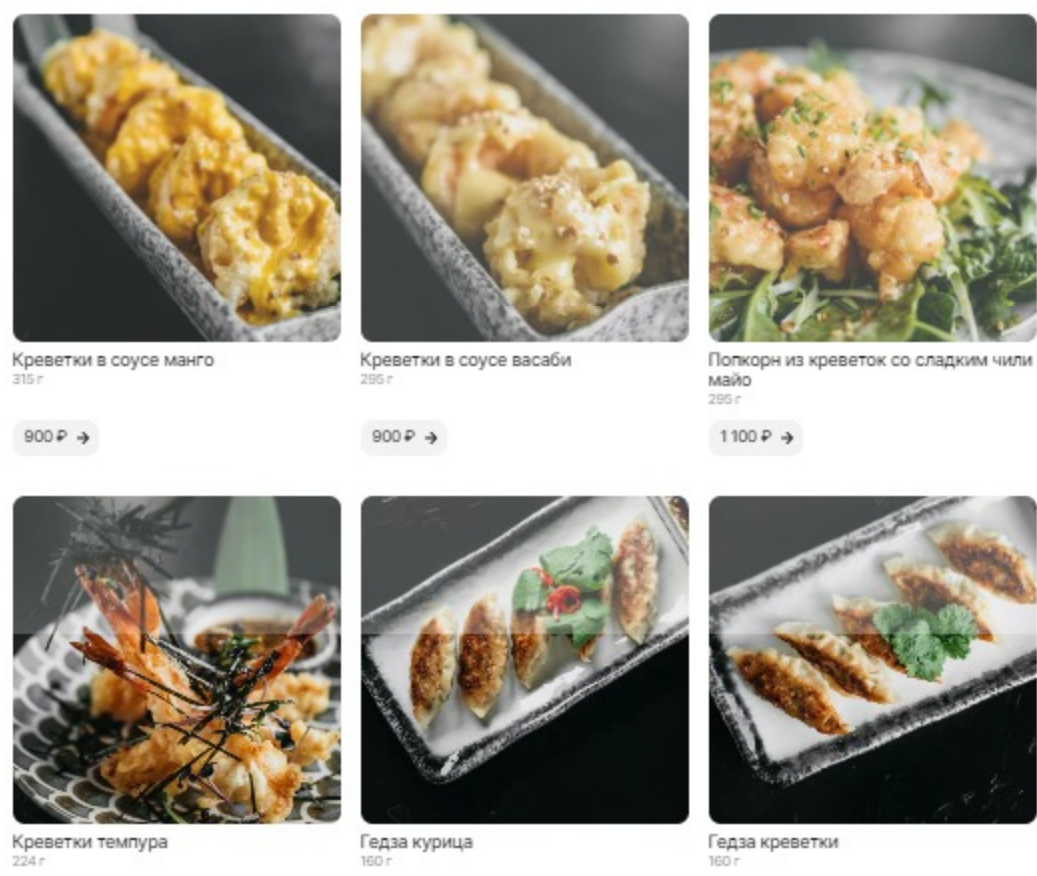 Креветки в соусе манго
315 г
900 ₽ →
Креветки в соусе васаби
295 г
900 ₽ →
Попкорн из креветок со сладким чили
майо
295 г
1 100 ₽ →
Креветки темпура
224 г
Гедза курица
160 г
Гедза креветки
160 г